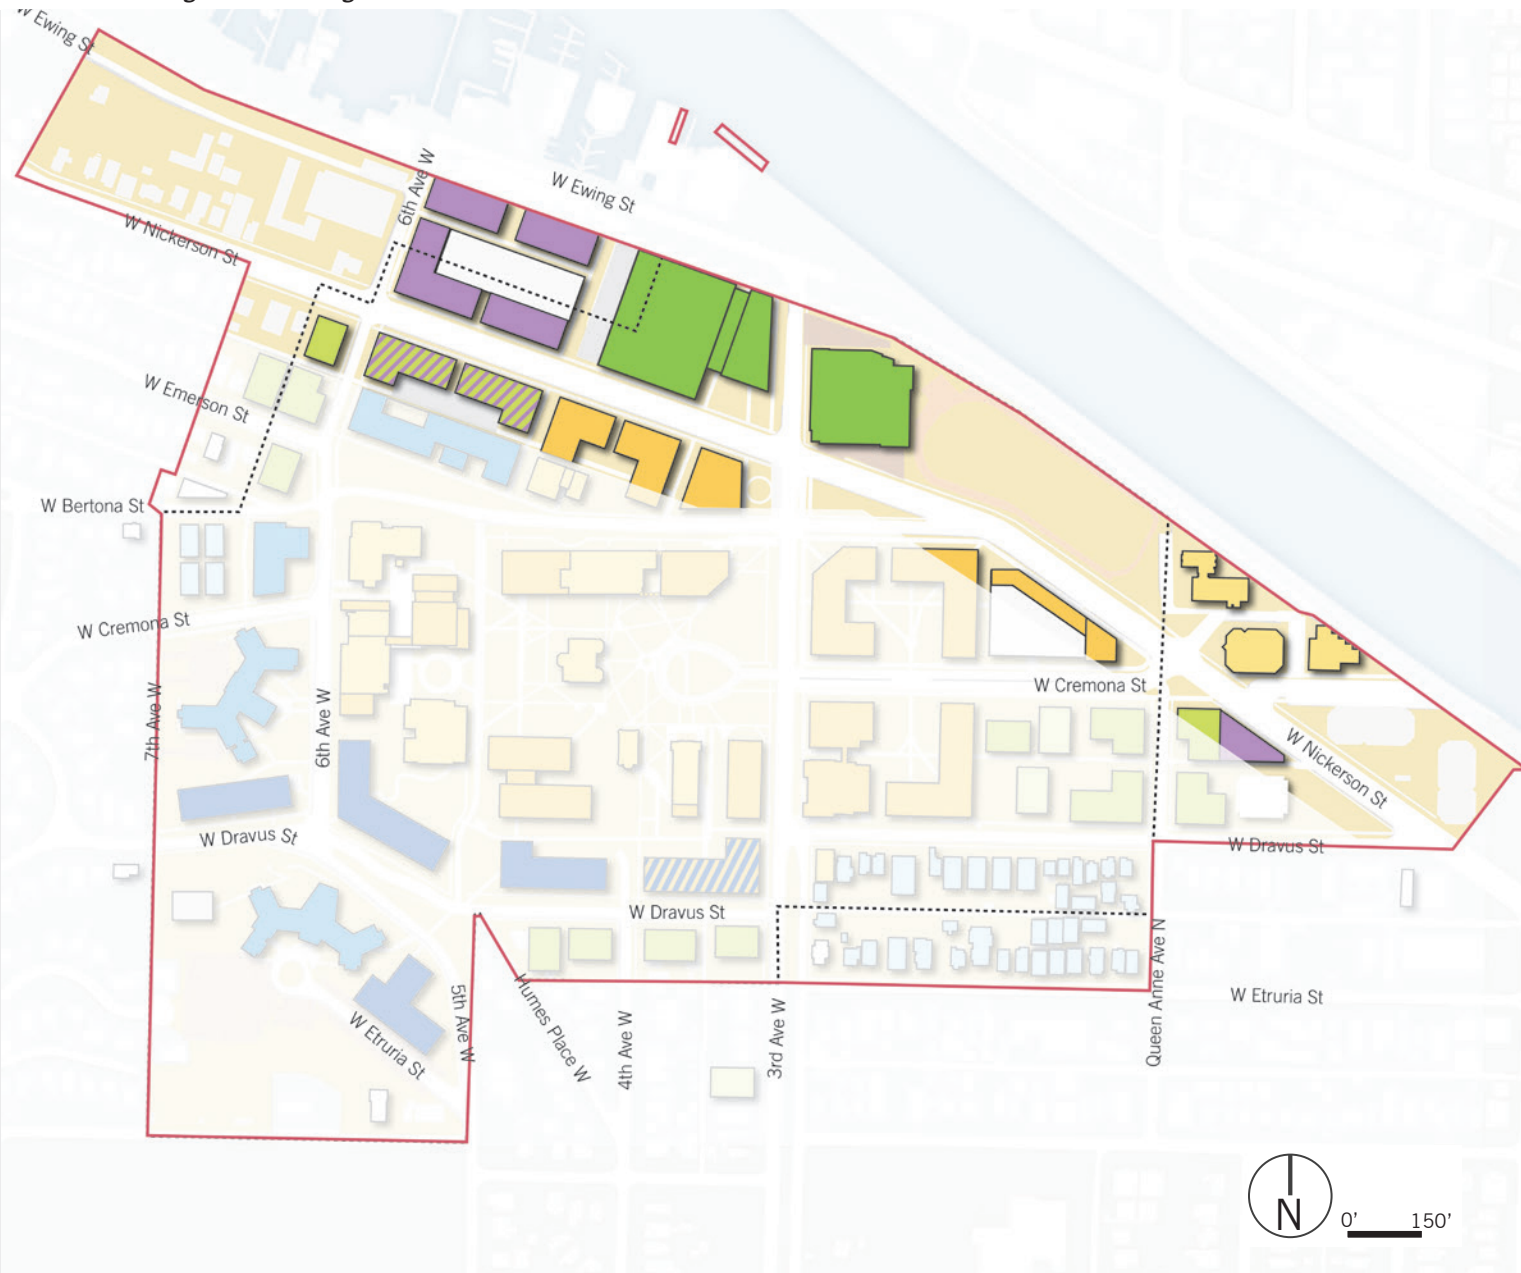 W Ewing St
6th Ave W
W Ewing St
W Nickerson St
W Emerson St
W Bertona St
W Cremona St
W Cremona St
7th Ave W
6th Ave W
W Nickerson St
W Dravus St
W Dravus St
W Dravus St
Queen Anne Ave N
W Etruria St
5th Ave W
Humes Place W
4th Ave W
3rd Ave W
W Etruria St
N
0' 150'